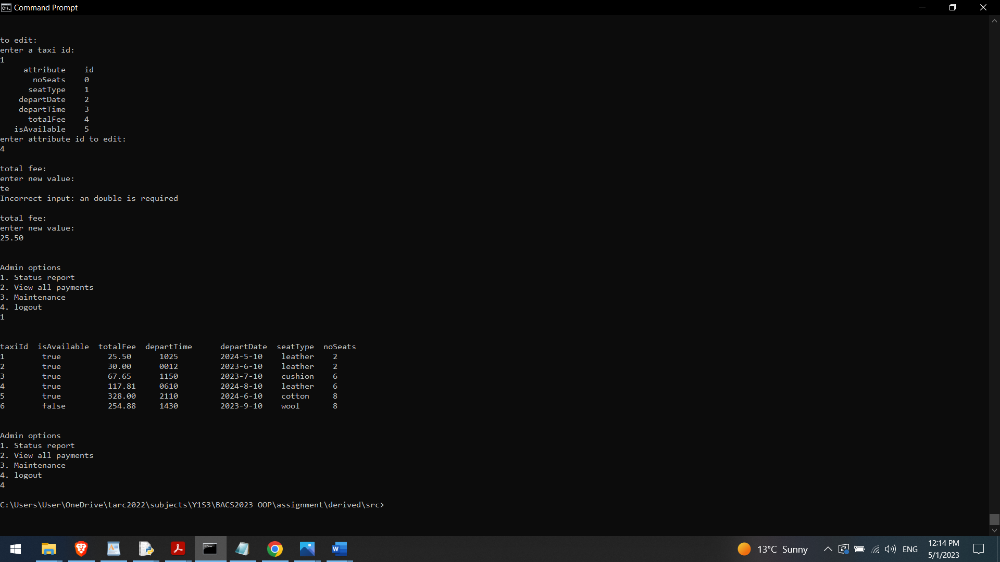 Command Prompt
to edit:
enter a taxi id:
1
attribute id
noSeats 0
seatType 1
departDate 2
departTime 3
totalFee 4
isAvailable 5
enter attribute id to edit:
4
total fee:
enter new value:
te
Incorrect input: an double is required
total fee:
enter new value:
25.50
Admin options
1. Status report
2. View all payments
3. Maintenance
4. logout
1
taxiId isAvailable totalFee departTime departDate seatType noSeats
1 true 25.50 1025 2024-5-10 leather 2
2 true 30.00 0012 2023-6-10 leather 2
3 true 67.65 1150 2023-7-10 cushion 6
4 true 117.81 0610 2024-8-10 leather 6
5 true 328.00 2110 2024-6-10 cotton 8
6 false 254.88 1430 2023-9-10 wool 8
Admin options
1. Status report
2. View all payments
3. Maintenance
4. logout
4
C:\Users\User\OneDrive\tarc2022\subjects\Y1S3\BACS2023 OOP\assignment\derived\src>
13°C Sunny
ENG
12:14 PM
5/1/2023